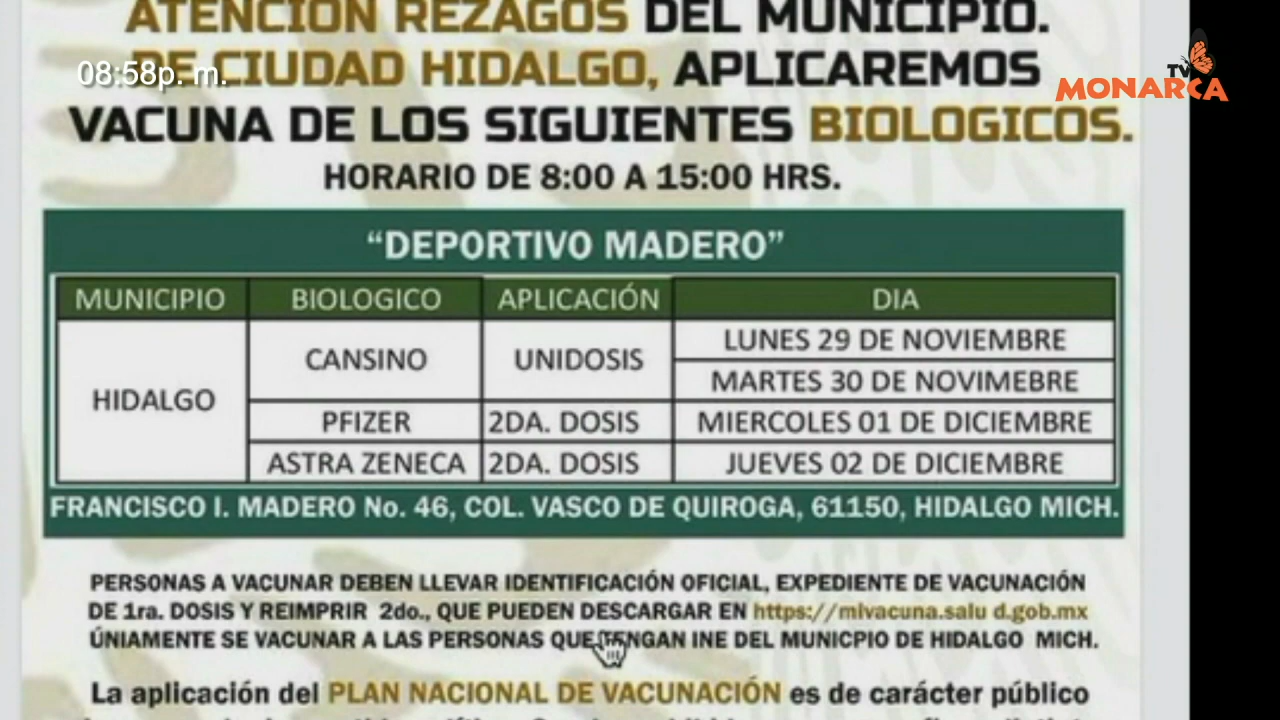 ATENCIÓN REZAGOS DEL MUNICIPIO.
DE CIUDAD HIDALGO, APLICAREMOS
08:58p. m.
TV
MONARCA
VACUNA DE LOS SIGUIENTES BIOLOGICOS.
HORARIO DE 8:00 A 15:00 HRS.
“DEPORTIVO MADERO”
MUNICIPIO BIOLOGICO APLICACIÓN DIA
HIDALGO
CANSINO UNIDOSIS
LUNES 29 DE NOVIEMBRE
MARTES 30 DE NOVIMEBRE
PFIZER 2DA. DOSIS MIERCOLES 01 DE DICIEMBRE
ASTRA ZENECA 2DA. DOSIS JUEVES 02 DE DICIEMBRE
FRANCISCO I. MADERO No. 46, COL. VASCO DE QUIROGA, 61150, HIDALGO MICH.
PERSONAS A VACUNAR DEBEN LLEVAR IDENTIFICACIÓN OFICIAL, EXPEDIENTE DE VACUNACIÓN
DE 1ra. DOSIS Y REIMPRIR 2do., QUE PUEDEN DESCARGAR EN https://mivacuna.salu d.gob.mx
ÚNIAMENTE SE VACUNAR A LAS PERSONAS QUE TENGAN INE DEL MUNICPIO DE HIDALGO MICH.
La aplicación del PLAN NACIONAL DE VACUNACIÓN es de carácter público